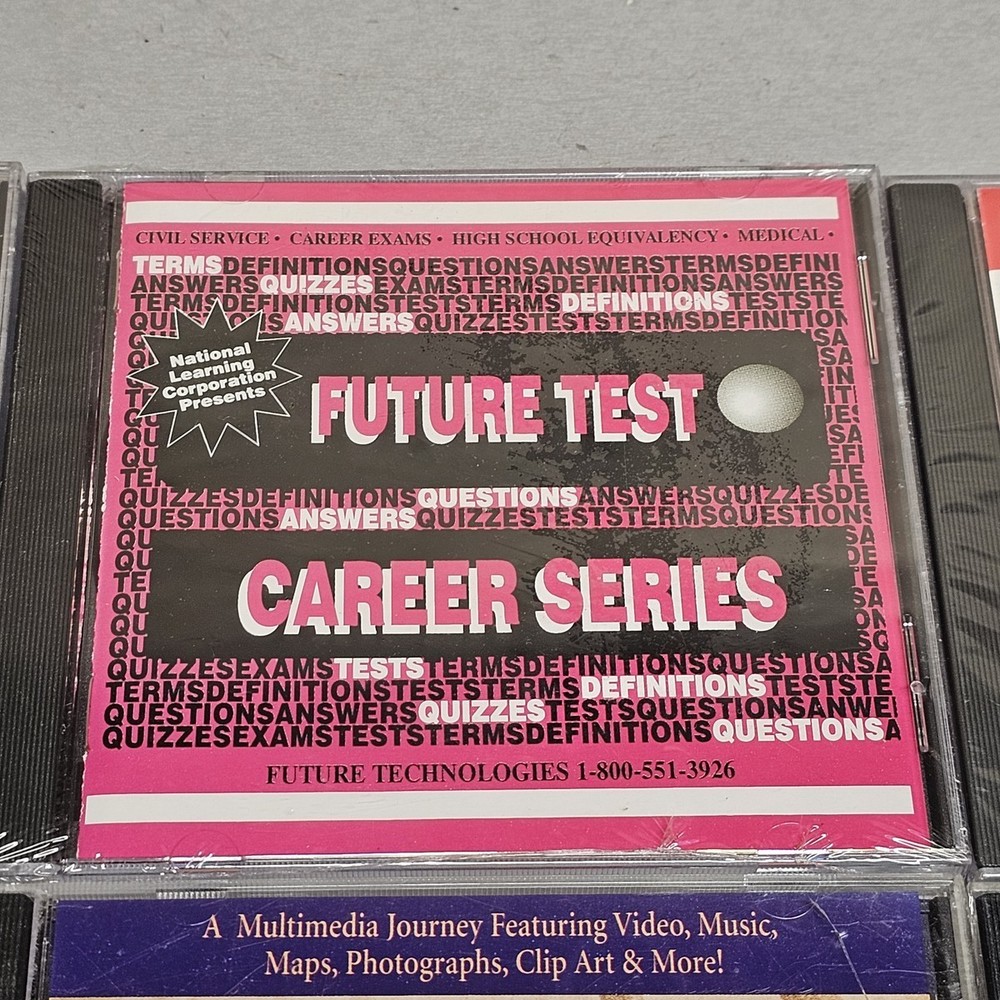 CIVIL SERVICE • CAREER EXAMS • HIGH SCHOOL EQUIVALENCY • MEDICAL •
TERMSDEFINITIONSQUESTIONSANSWERSTERMSDEFINI
ANSWERSQUIZZESEXAMSTERMSDEFINITIONSANSWERS
TERMSDEFINITIONSTESTSTERMSDEFINITIONSTESTSTE
ANSWERSQUIZZESTESTSTERMSDEFINITION
National
Learning
Corporation
Presents
FUTURE TEST
QUIZZESDEFINITIONSQUESTIONSANSWERSQUIZZESDE
QUESTIONSANSWERSQUIZZESTESTSTERMSQUESTIONS
CAREER SERIES
QUIZZESEXAMSTESTSTERMSDEFINITIONSQUESTIONSA
TERMSDEFINITIONSTESTSTERMSDEFINITIONSTESTSTE
QUESTIONSANSWERSQUIZZESTESTSQUESTIONSANWE
QUIZZESEXAMSTESTSTERMSDEFINITIONSQUESTIONSA
FUTURE TECHNOLOGIES 1-800-551-3926
A Multimedia Journey Featuring Video, Music,
Maps, Photographs, Clip Art & More!